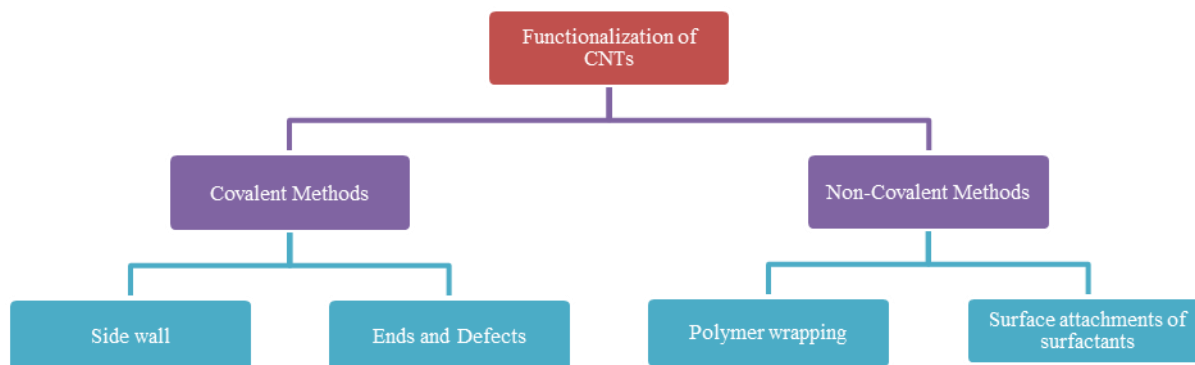 Functionalization of
CNTs
Covalent Methods
Non-Covalent Methods
Side wall
Ends and Defects
Polymer wrapping
Surface attachments of
surfactants